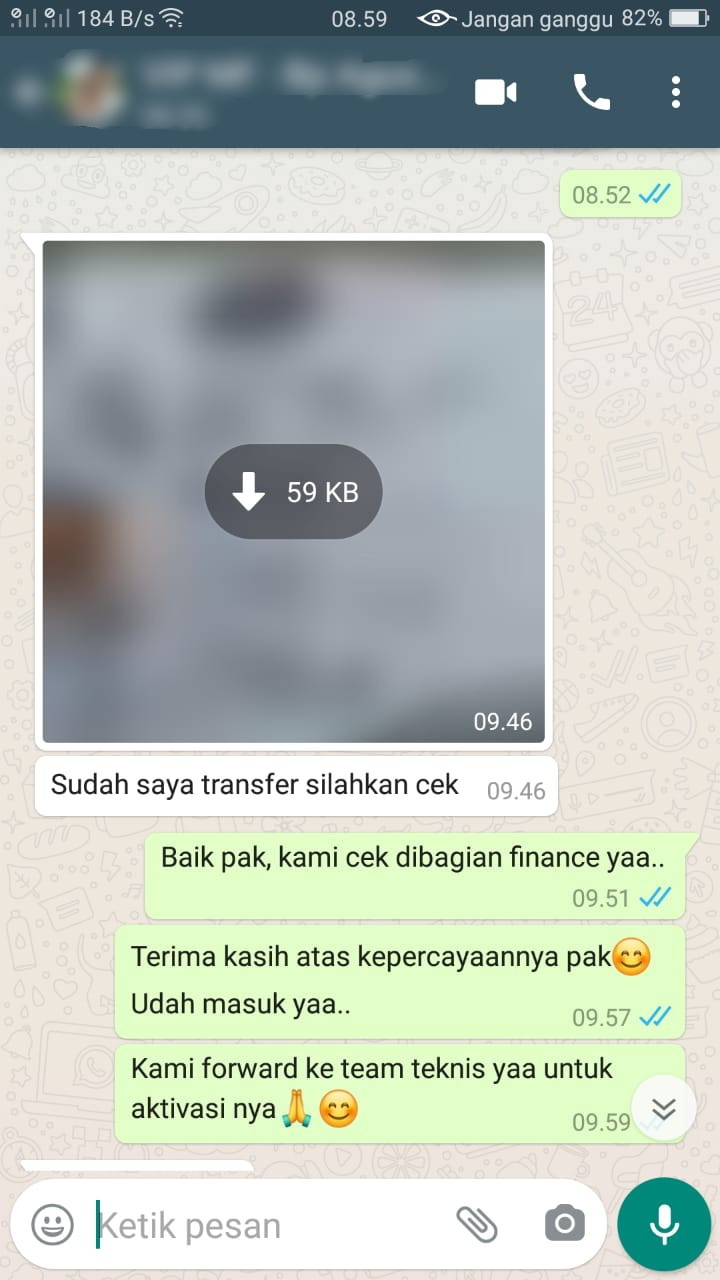 184 B/s
08.59
Jangan ganggu 82%
08.52
59 KB
09.46
Sudah saya transfer silahkan cek
09.46
Baik pak, kami cek dibagian finance yaa..
09.51
Terima kasih atas kepercayaannya pak😊
Udah masuk yaa..
09.57
Kami forward ke team teknis yaa untuk
aktivasi nya🙏😊
09.59
Ketik pesan